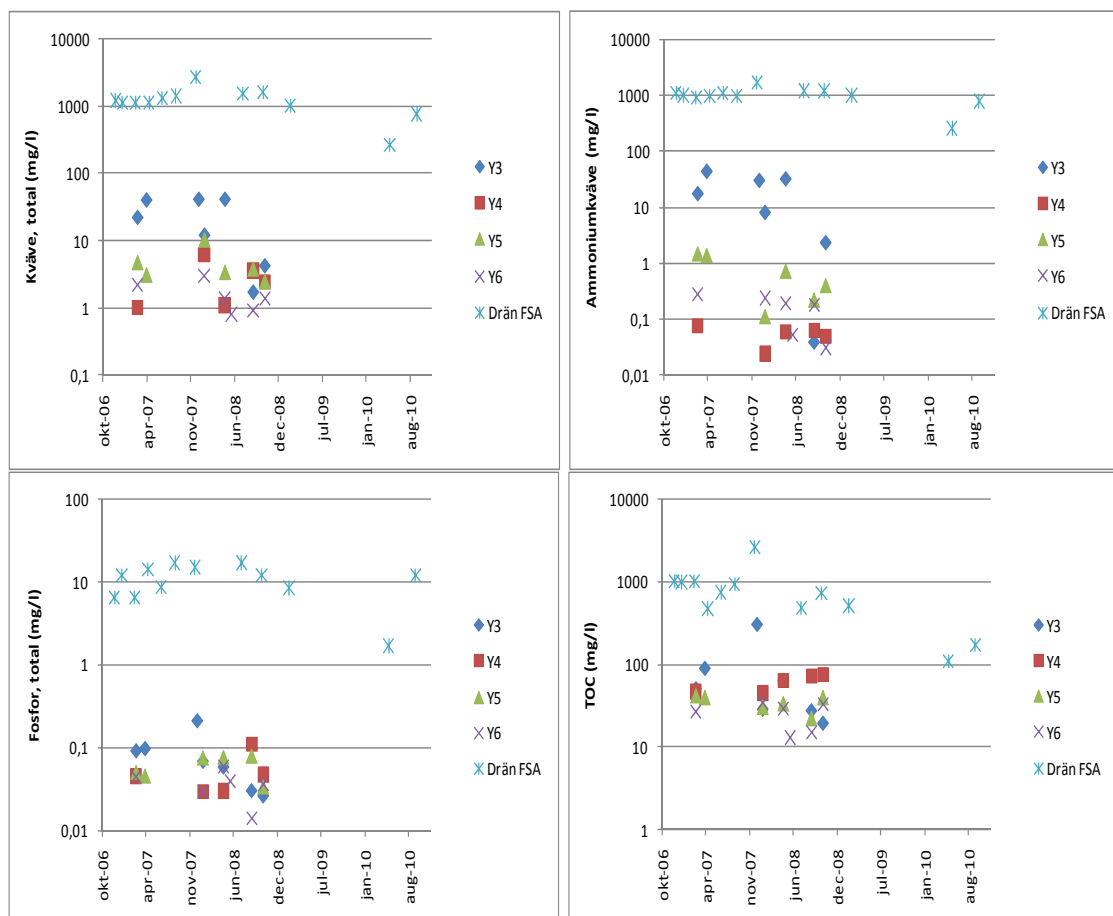 Kväve, total (mg/l)
10000
1000
100
10
1
0,1
okt-06
apr-07
nov-07
jun-08
dec-08
jul-09
jan-10
aug-10
Y3
Y4
Y5
Y6
Drän FSA
Ammoniumkväve (mg/l)
10000
1000
100
10
1
0,1
0,01
okt-06
apr-07
nov-07
jun-08
dec-08
jul-09
jan-10
aug-10
Y3
Y4
Y5
Y6
Drän FSA
Fosfor, total (mg/l)
100
10
1
0,1
0,01
okt-06
apr-07
nov-07
jun-08
dec-08
jul-09
jan-10
aug-10
Y3
Y4
Y5
Y6
Drän FSA
TOC (mg/l)
10000
1000
100
10
1
okt-06
apr-07
nov-07
jun-08
dec-08
jul-09
jan-10
aug-10
Y3
Y4
Y5
Y6
Drän FSA